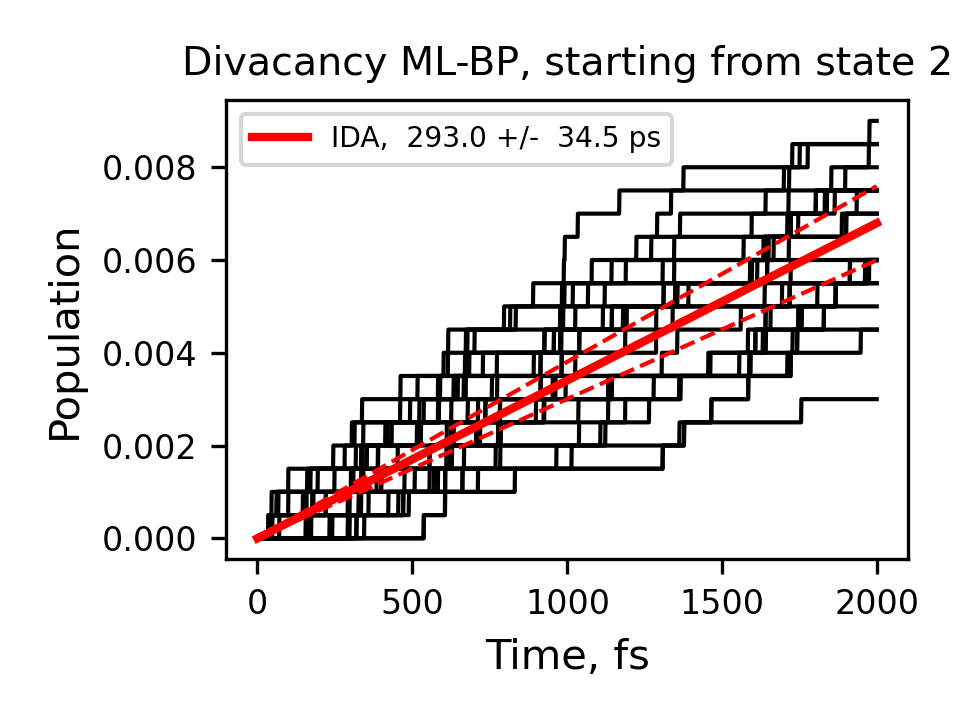 Divacancy ML-BP, starting from state 2
IDA,  293.0 +/-  34.5 ps
Population
0.008
0.006
0.004
0.002
0.000
0
500
1000
1500
2000
Time, fs